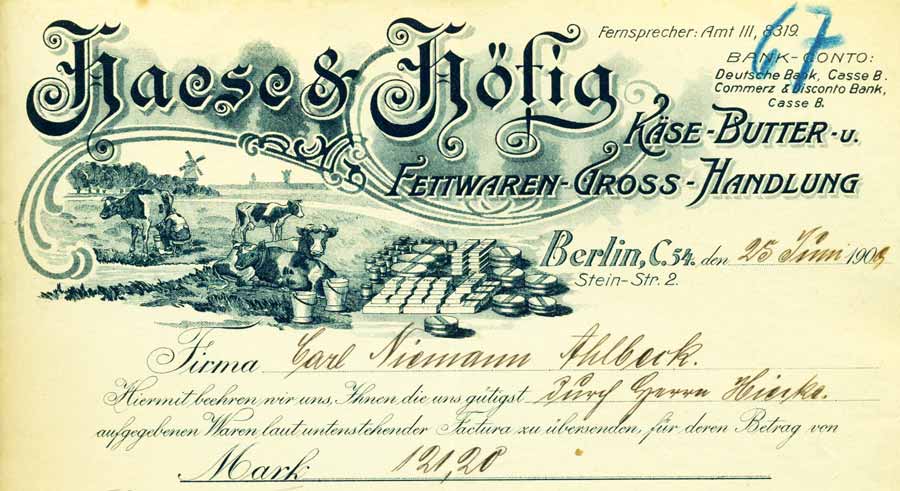 Haese & Höfig
Fernsprecher: Amt III, 8319.
67
BANK-CONTO:
Deutsche Bank, Casse B.
Commerz & Disconto Bank,
Casse B.
KÄSE-BUTTER-u.
FETTWAREN-GROSS-HANDLUNG
Berlin, C.54. den 25 Juni 1903
Stein-Str. 2.
Firma Carl Niemann Ahlbeck.
Hiermit beehren wir uns, Ihnen die uns gütigst durch Herrn
aufgegebenen Waren laut untenstehender Factura zu übersenden, für deren Betrag von
Mark 121,20